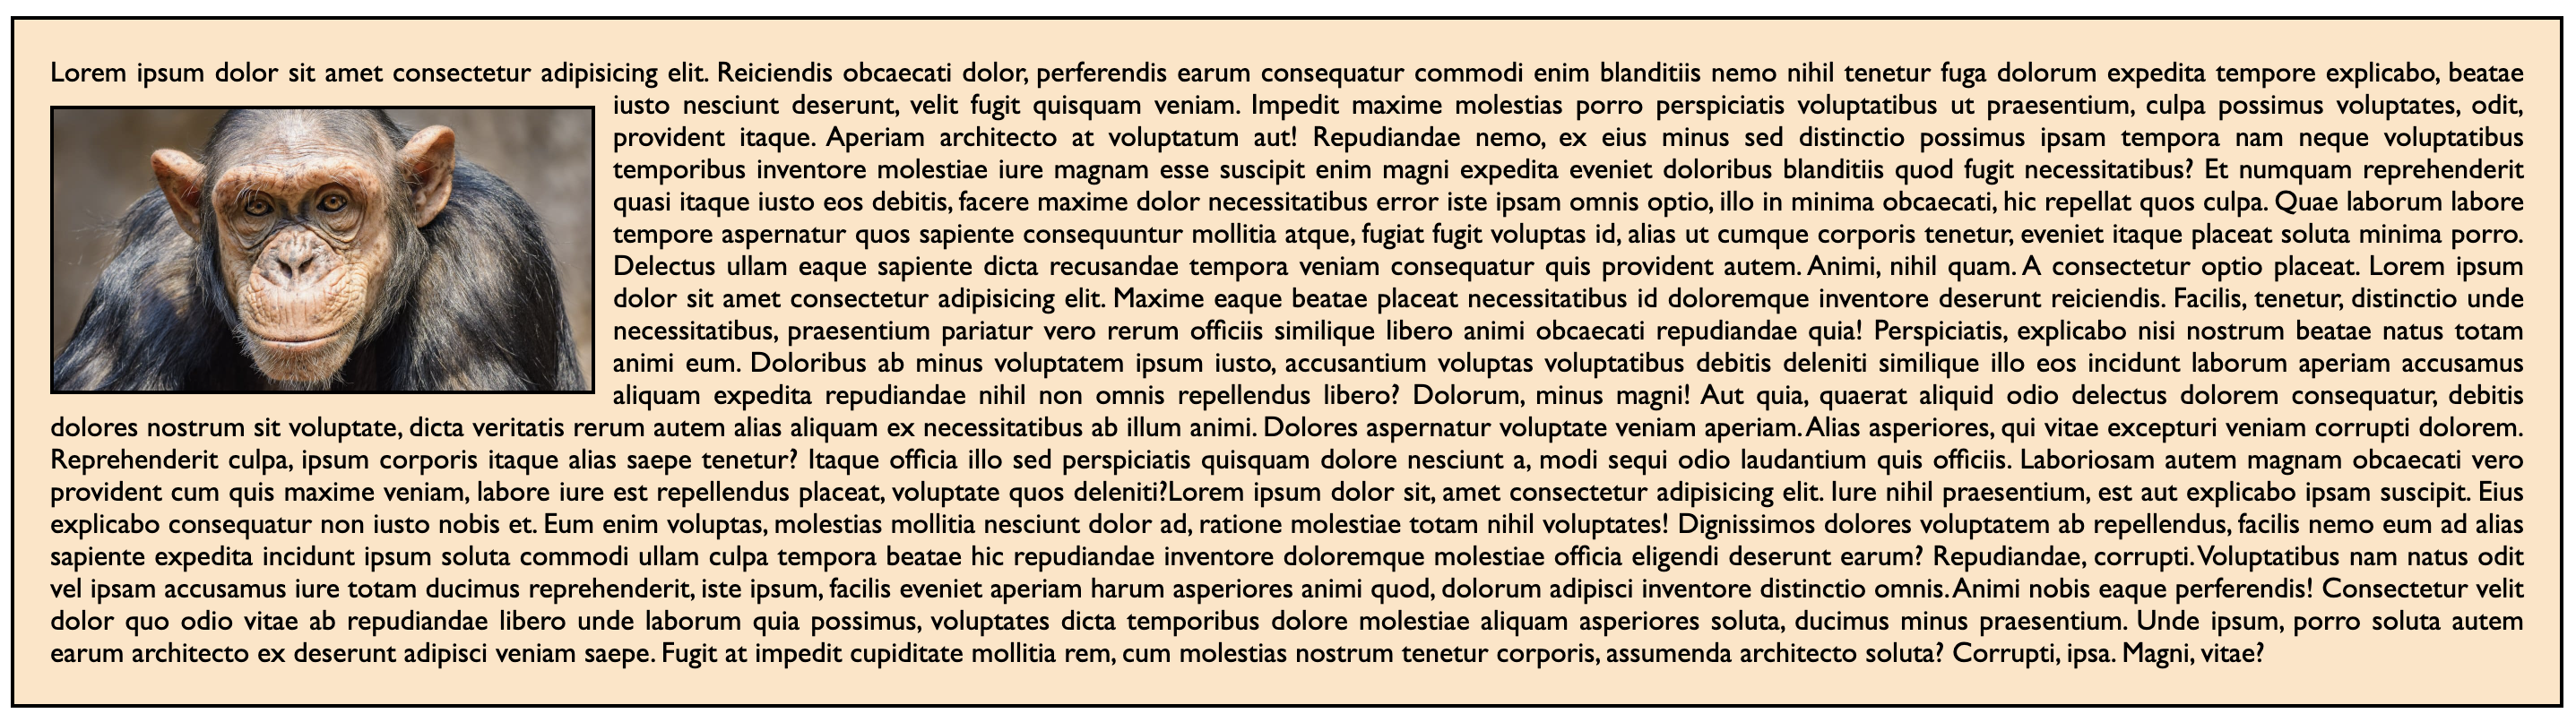 Lorem ipsum dolor sit amet consectetur adipisicing elit. Reiciendis obcaecati dolor, perferendis earum consequatur commodi enim blanditiis nemo nihil tenetur fuga dolorum expedita tempore explicabo, beatae
iusto nesciunt deserunt, velit fugit quisquam veniam. Impedit maxime molestias porro perspiciatis voluptatibus ut praesentium, culpa possimus voluptates, odit,
provident itaque. Aperiam architecto at voluptatum aut! Repudiandae nemo, ex eius minus sed distinctio possimus ipsam tempora nam neque voluptatibus
temporibus inventore molestiae iure magnam esse suscipit enim magni expedita eveniet doloribus blanditiis quod fugit necessitatibus? Et numquam reprehenderit
quasi itaque iusto eos debitis, facere maxime dolor necessitatibus error iste ipsam omnis optio, illo in minima obcaecati, hic repellat quos culpa. Quae laborum labore
tempore aspernatur quos sapiente consequuntur mollitia atque, fugiat fugit voluptas id, alias ut cumque corporis tenetur, eveniet itaque placeat soluta minima porro.
Delectus ullam eaque sapiente dicta recusandae tempora veniam consequatur quis provident autem. Animi, nihil quam. A consectetur optio placeat. Lorem ipsum
dolor sit amet consectetur adipisicing elit. Maxime eaque beatae placeat necessitatibus id doloremque inventore deserunt reiciendis. Facilis, tenetur, distinctio unde
necessitatibus, praesentium pariatur vero rerum officiis similique libero animi obcaecati repudiandae quia! Perspiciatis, explicabo nisi nostrum beatae natus totam
animi eum. Doloribus ab minus voluptatem ipsum iusto, accusantium voluptas voluptatibus debitis deleniti similique illo eos incidunt laborum aperiam accusamus
aliquam expedita repudiandae nihil non omnis repellendus libero? Dolorum, minus magni! Aut quia, quaerat aliquid odio delectus dolorem consequatur, debitis
dolores nostrum sit voluptate, dicta veritatis rerum autem alias aliquam ex necessitatibus ab illum animi. Dolores aspernatur voluptate veniam aperiam. Alias asperiores, qui vitae excepturi veniam corrupti dolorem.
Reprehenderit culpa, ipsum corporis itaque alias saepe tenetur? Itaque officia illo sed perspiciatis quisquam dolore nesciunt a, modi sequi odio laudantium quis officiis. Laboriosam autem magnam obcaecati vero
provident cum quis maxime veniam, labore iure est repellendus placeat, voluptate quos deleniti?Lorem ipsum dolor sit, amet consectetur adipisicing elit. Iure nihil praesentium, est aut explicabo ipsam suscipit. Eius
explicabo consequatur non iusto nobis et. Eum enim voluptas, molestias mollitia nesciunt dolor ad, ratione molestiae totam nihil voluptates! Dignissimos dolores voluptatem ab repellendus, facilis nemo eum ad alias
sapiente expedita incidunt ipsum soluta commodi ullam culpa tempora beatae hic repudiandae inventore doloremque molestiae officia eligendi deserunt earum? Repudiandae, corrupti. Voluptatibus nam natus odit
vel ipsam accusamus iure totam ducimus reprehenderit, iste ipsum, facilis eveniet aperiam harum asperiores animi quod, dolorum adipisci inventore distinctio omnis. Animi nobis eaque perferendis! Consectetur velit
dolor quo odio vitae ab repudiandae libero unde laborum quia possimus, voluptates dicta temporibus dolore molestiae aliquam asperiores soluta, ducimus minus praesentium. Unde ipsum, porro soluta autem
earum architecto ex deserunt adipisci veniam saepe. Fugit at impedit cupiditate mollitia rem, cum molestias nostrum tenetur corporis, assumenda architecto soluta? Corrupti, ipsa. Magni, vitae?